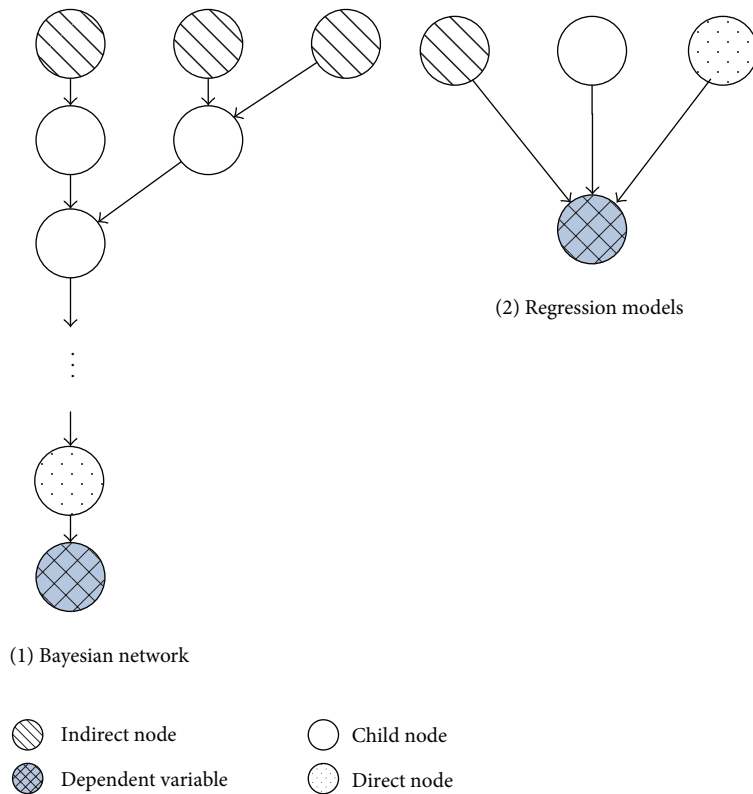 (2) Regression models
(1) Bayesian network
Indirect node
Child node
Dependent variable
Direct node